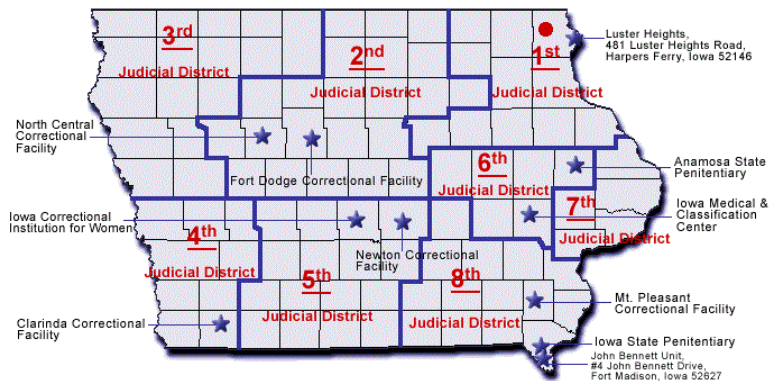 3rd
Judicial District
2nd
Judicial District
1st
Judicial District
Luster Heights,
481 Luster Heights Road,
Harpers Ferry, Iowa 52146
North Central
Correctional
Facility
Fort Dodge Correctional Facility
6th
Judicial District
Anamosa State
Penitentiary
Iowa Correctional
Institution for Women
4th
Judicial District
Newton Correctional
Facility
5th
Judicial District
7th
Judicial District
Iowa Medical &
Classification
Center
8th
Judicial District
Mt. Pleasant
Correctional Facility
Clarinda Correctional
Facility
Iowa State Penitentiary
John Bennett Unit,
#4 John Bennett Drive,
Fort Madison, Iowa 52627